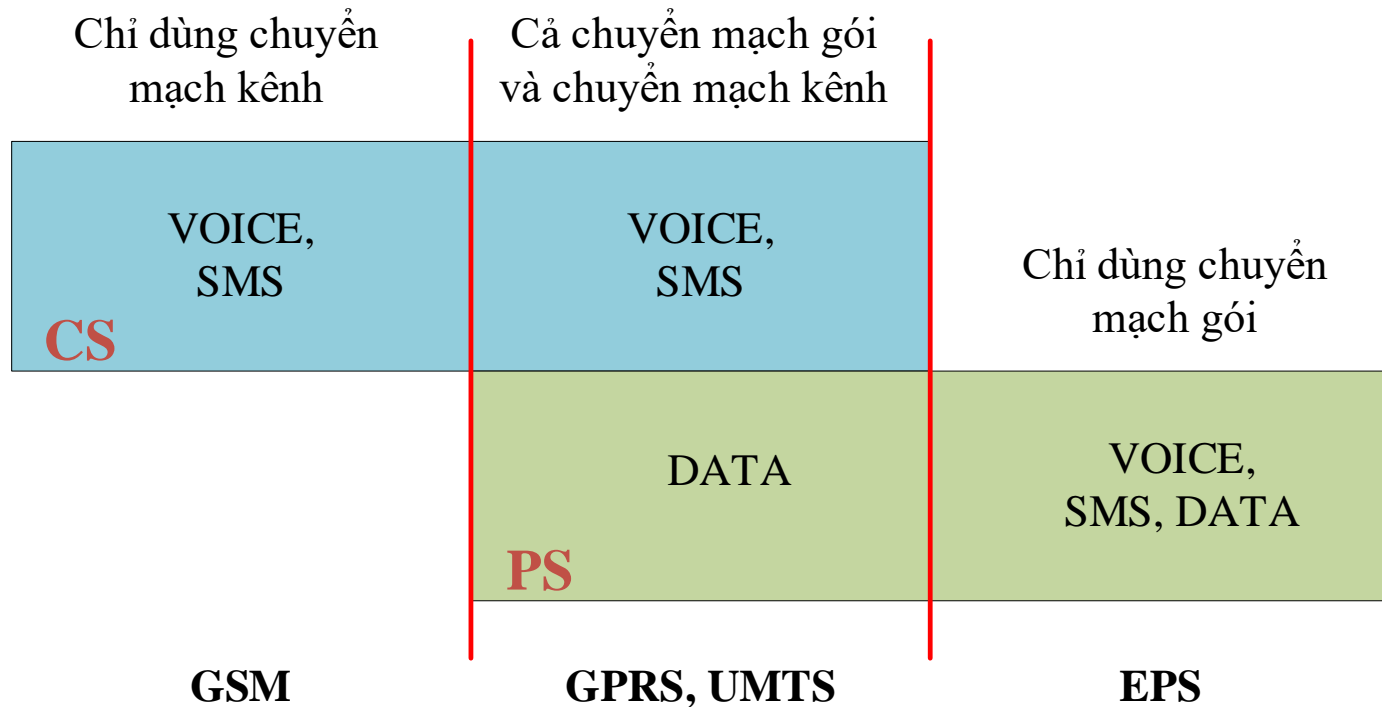 Chỉ dùng chuyển
mạch kênh
Cả chuyển mạch gói
và chuyển mạch kênh
VOICE,
SMS
CS
VOICE,
SMS
Chỉ dùng chuyển
mạch gói
DATA
PS
VOICE,
SMS, DATA
GSM
GPRS, UMTS
EPS